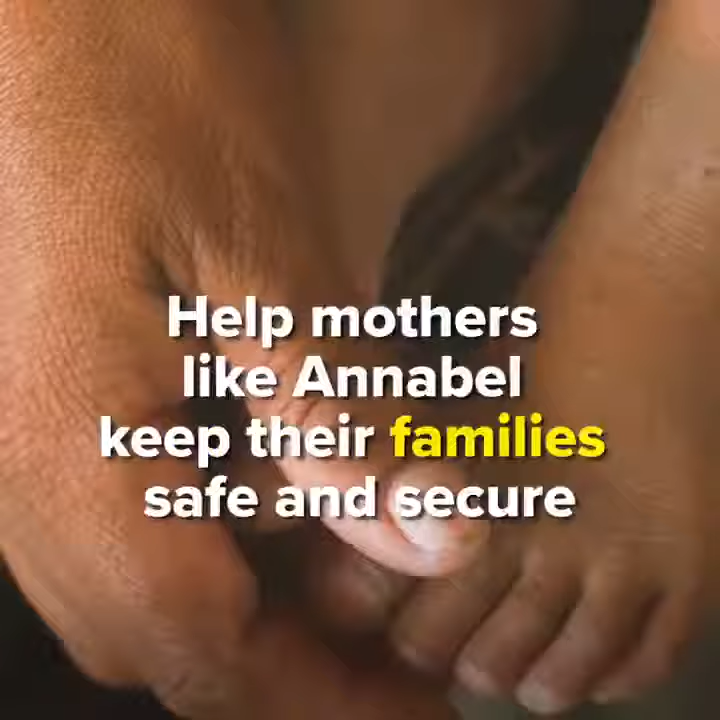 Help mothers
like Annabel
keep their families
safe and secure